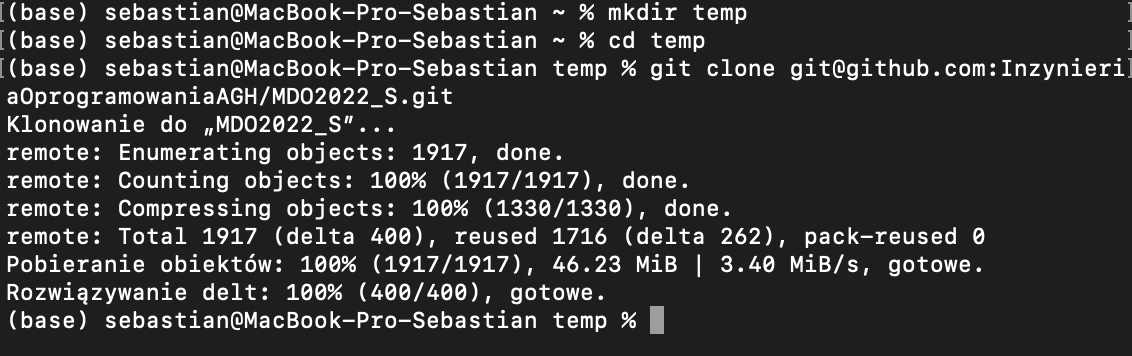 [(base) sebastian@MacBook-Pro-Sebastian ~ % mkdir temp ]
[(base) sebastian@MacBook-Pro-Sebastian ~ % cd temp ]
[(base) sebastian@MacBook-Pro-Sebastian temp % git clone git@github.com:Inzynieri]
aOprogramowaniaAGH/MDO2022_S.git
Klonowanie do „MDO2022_S”...
remote: Enumerating objects: 1917, done.
remote: Counting objects: 100% (1917/1917), done.
remote: Compressing objects: 100% (1330/1330), done.
remote: Total 1917 (delta 400), reused 1716 (delta 262), pack-reused 0
Pobieranie obiektów: 100% (1917/1917), 46.23 MiB | 3.40 MiB/s, gotowe.
Rozwiązywanie delt: 100% (400/400), gotowe.
(base) sebastian@MacBook-Pro-Sebastian temp %